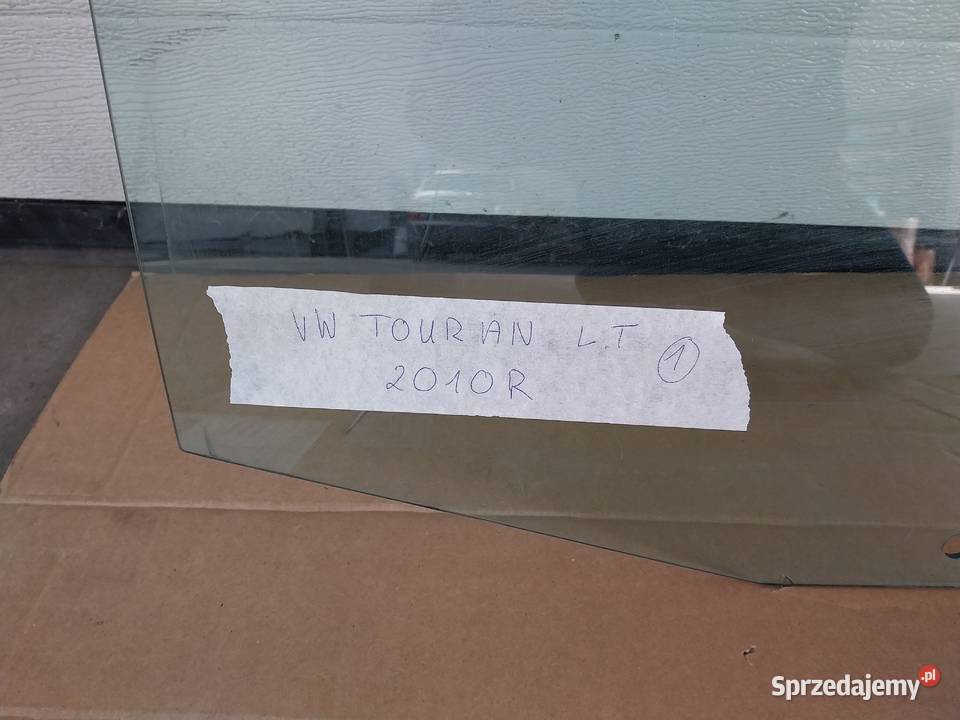 VW TOURAN L.T
2010R
1
Sprzedajemy.pl